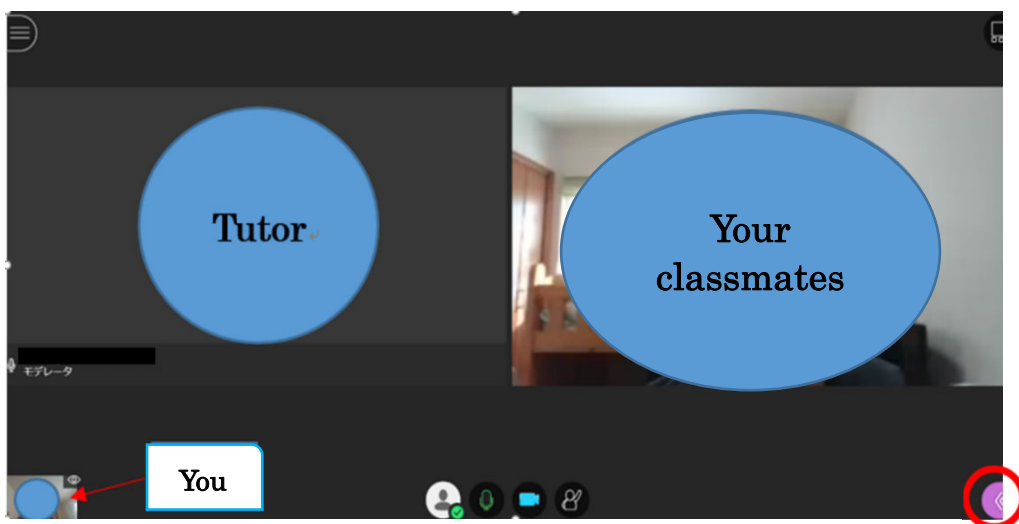 Tutor
Your
classmates
モデレータ
You